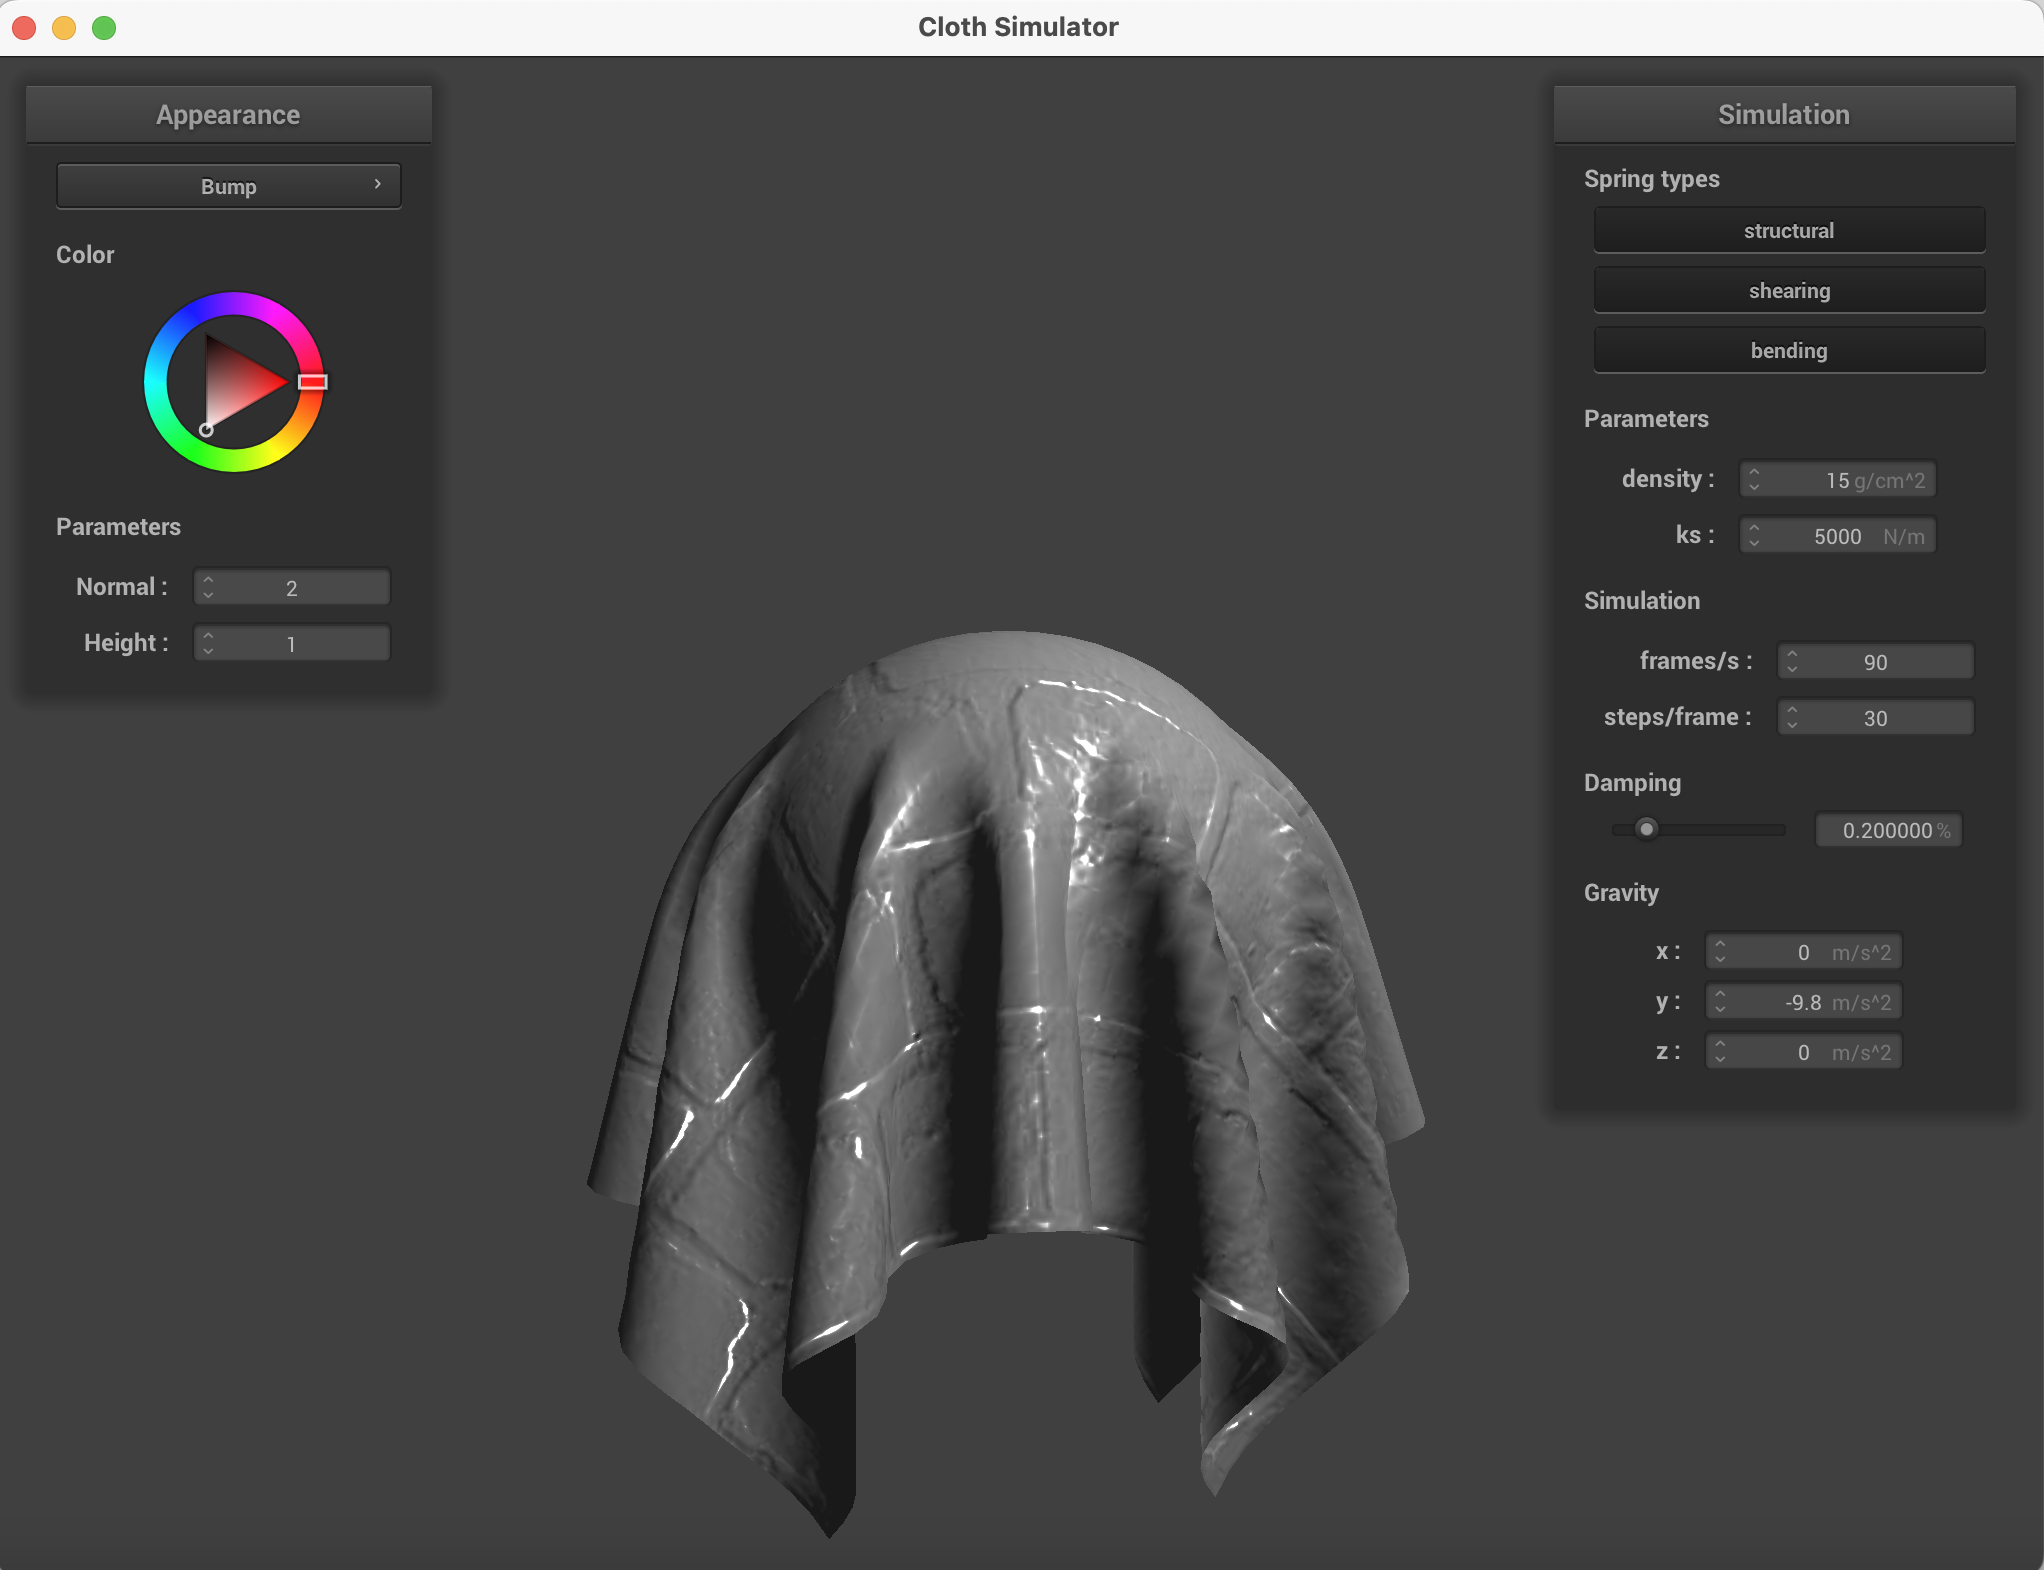 Cloth Simulator
Appearance
Bump
Color
Parameters
Normal : 2
Height : 1
Simulation
Spring types
structural
shearing
bending
Parameters
density : 15 g/cm^2
ks : 5000 N/m
Simulation
frames/s : 90
steps/frame : 30
Damping
0.200000 %
Gravity
x : 0 m/s^2
y : -9.8 m/s^2
z : 0 m/s^2